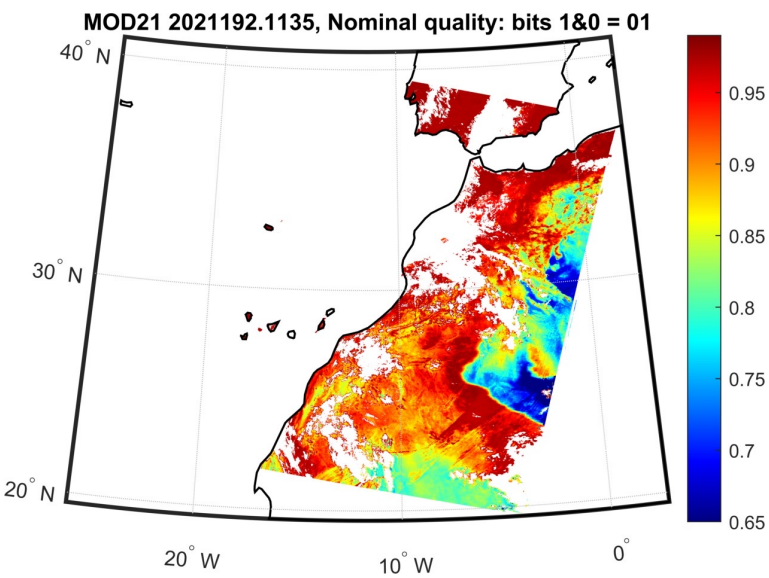 MOD21 2021192.1135, Nominal quality: bits 1&0 = 01
40° N
30° N
20° N
20° W
10° W
0°
0.95
0.9
0.85
0.8
0.75
0.7
0.65